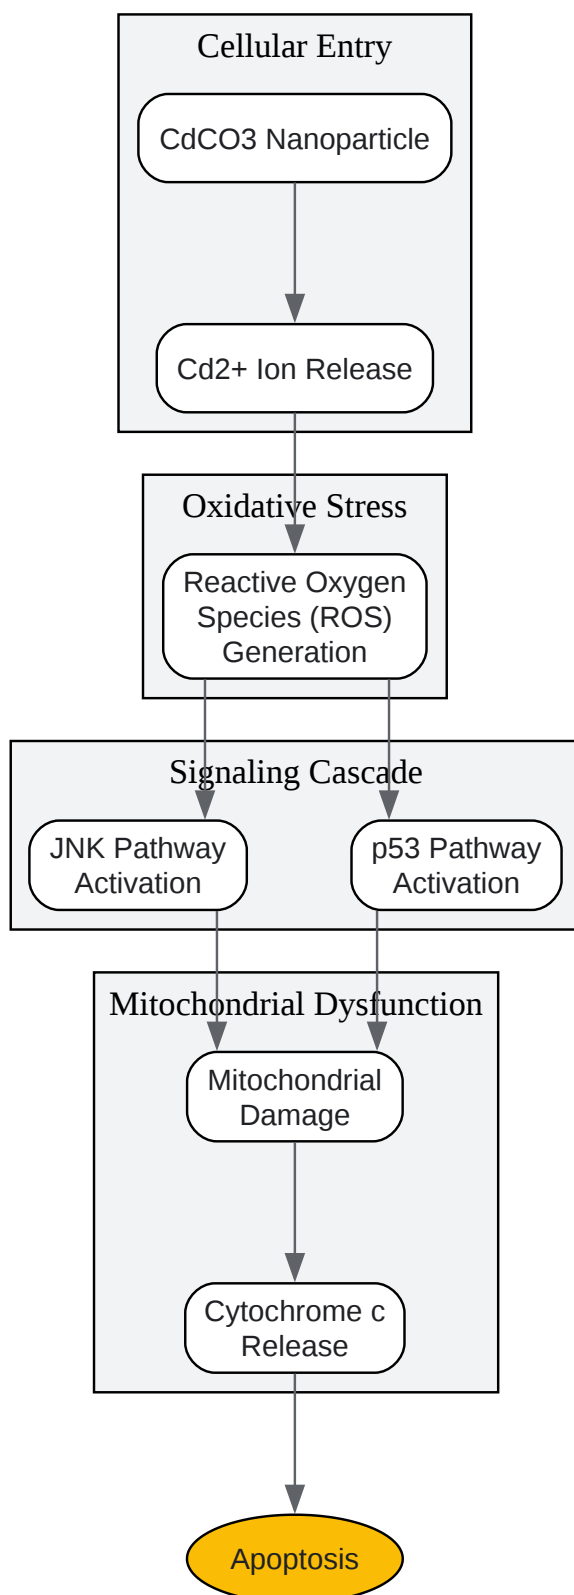 Cellular Entry
CdCO3 Nanoparticle
Cd2+ Ion Release
Oxidative Stress
Reactive Oxygen
Species (ROS)
Generation
Signaling Cascade
JNK Pathway
Activation
p53 Pathway
Activation
Mitochondrial Dysfunction
Mitochondrial
Damage
Cytochrome c
Release
Apoptosis